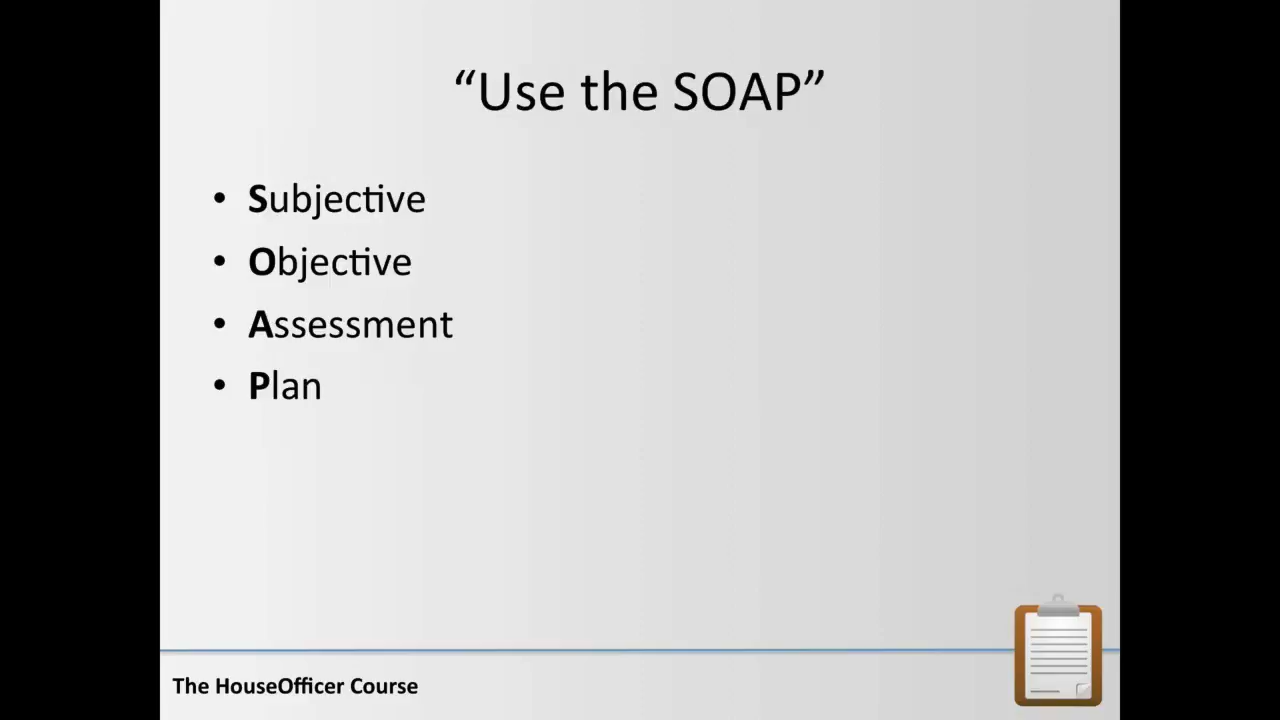 “Use the SOAP”
• Subjective
• Objective
• Assessment
• Plan
The HouseOfficer Course